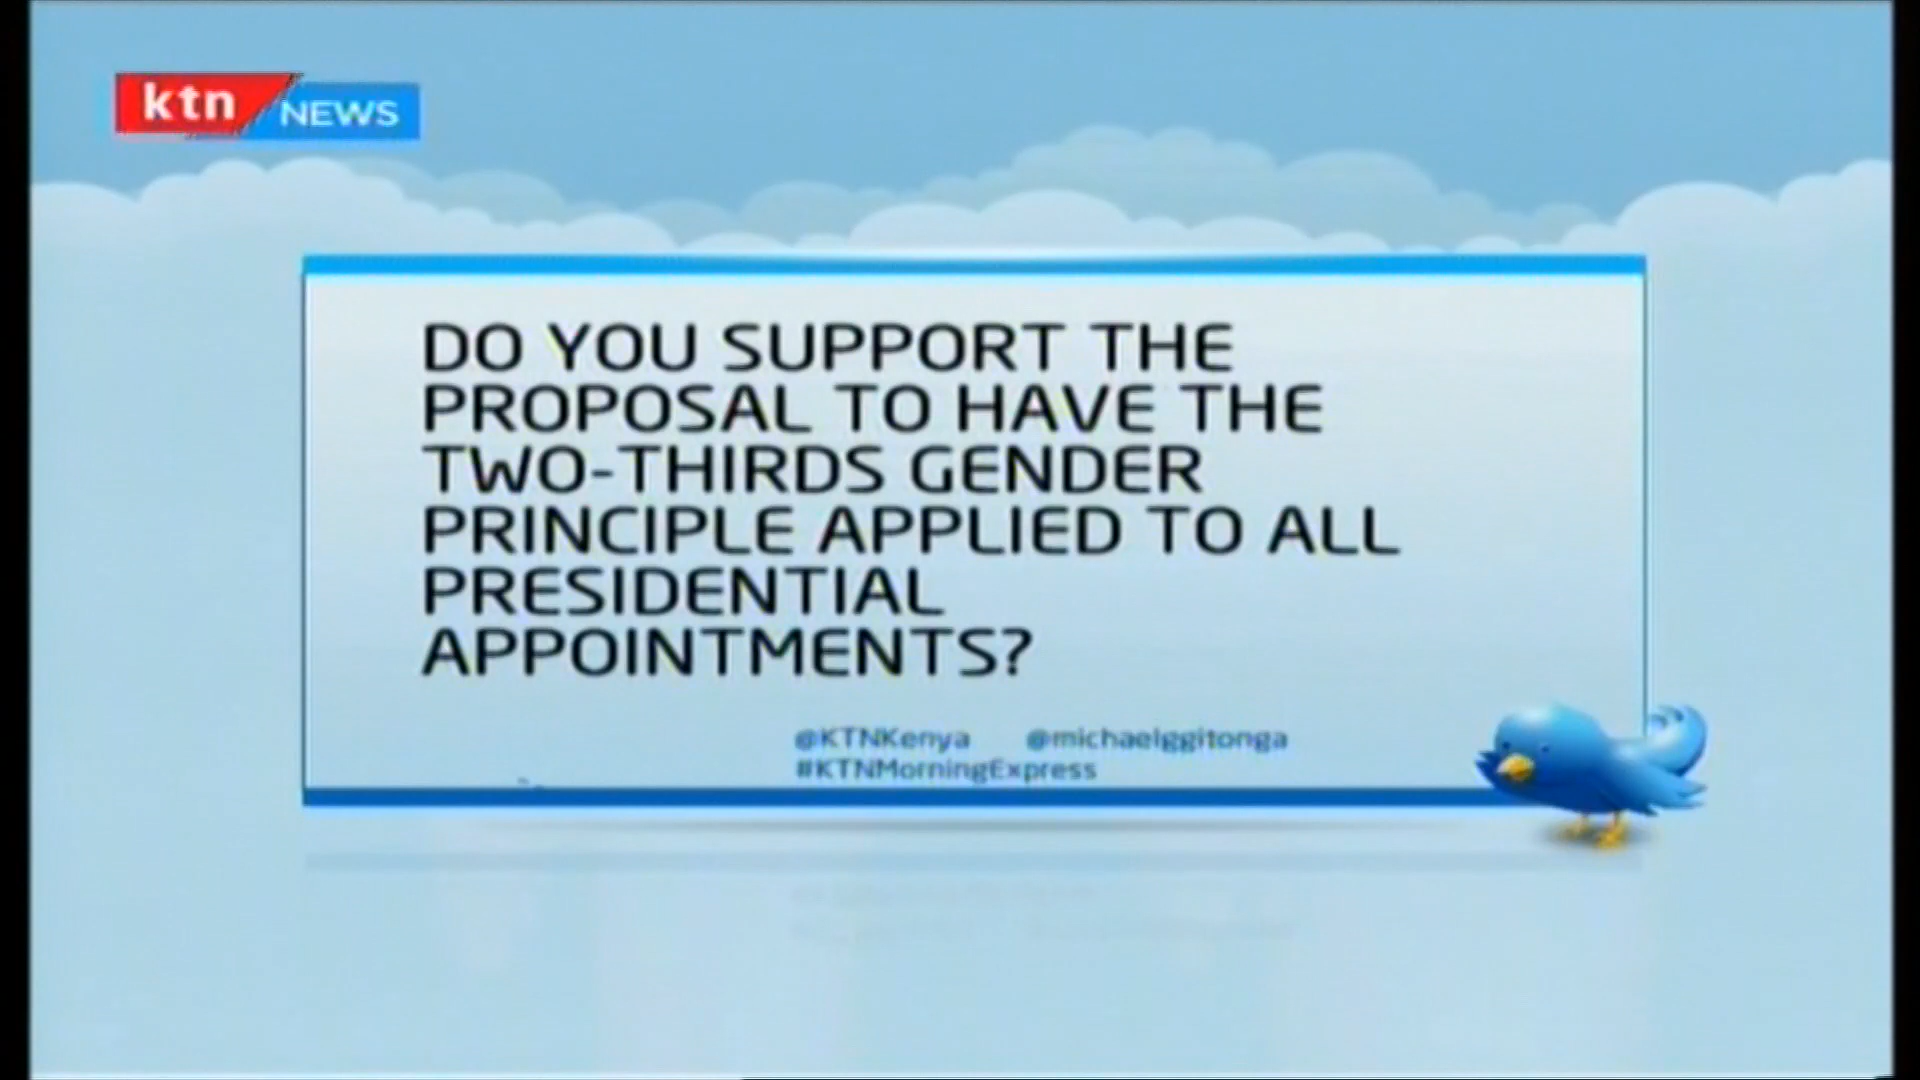 ktn NEWS
DO YOU SUPPORT THE
PROPOSAL TO HAVE THE
TWO-THIRDS GENDER
PRINCIPLE APPLIED TO ALL
PRESIDENTIAL
APPOINTMENTS?
@KTNKenya @michaelggitonga
#KTNMorningExpress